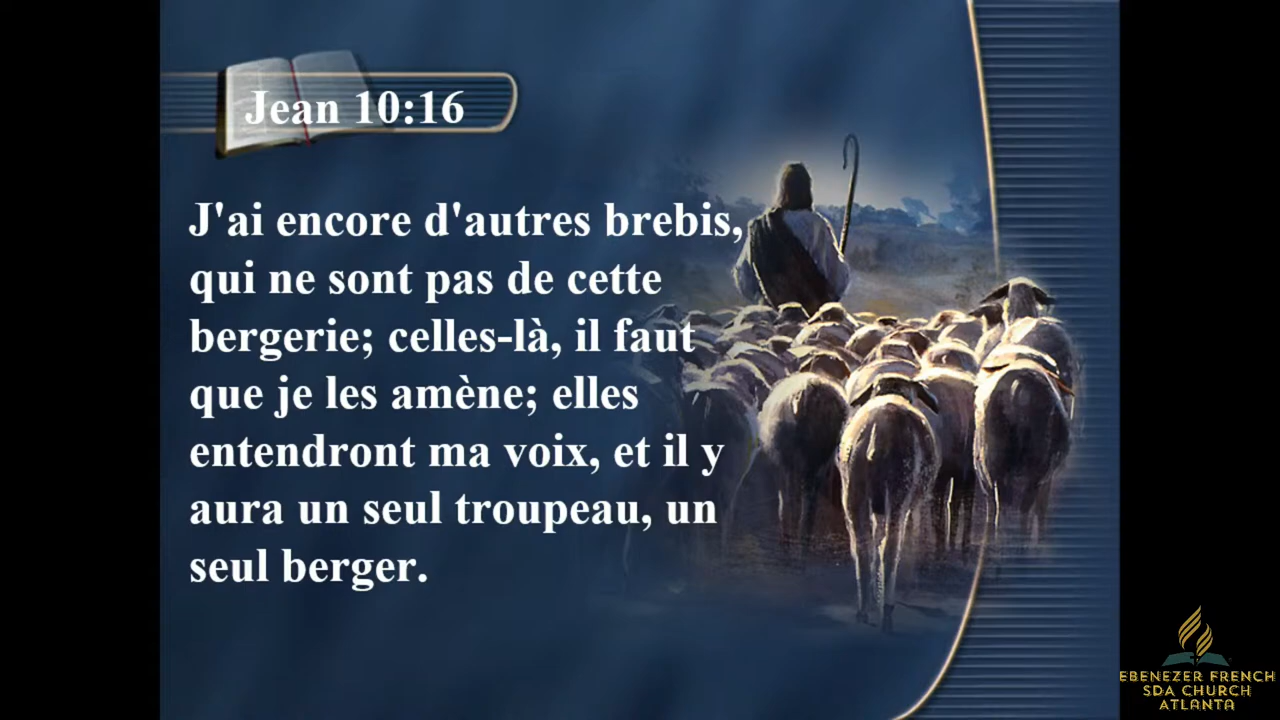 Jean 10:16
J'ai encore d'autres brebis,
qui ne sont pas de cette
bergerie; celles-là, il faut
que je les amène; elles
entendront ma voix, et il y
aura un seul troupeau, un
seul berger.
EBENEZER FRENCH
SDA CHURCH
ATLANTA